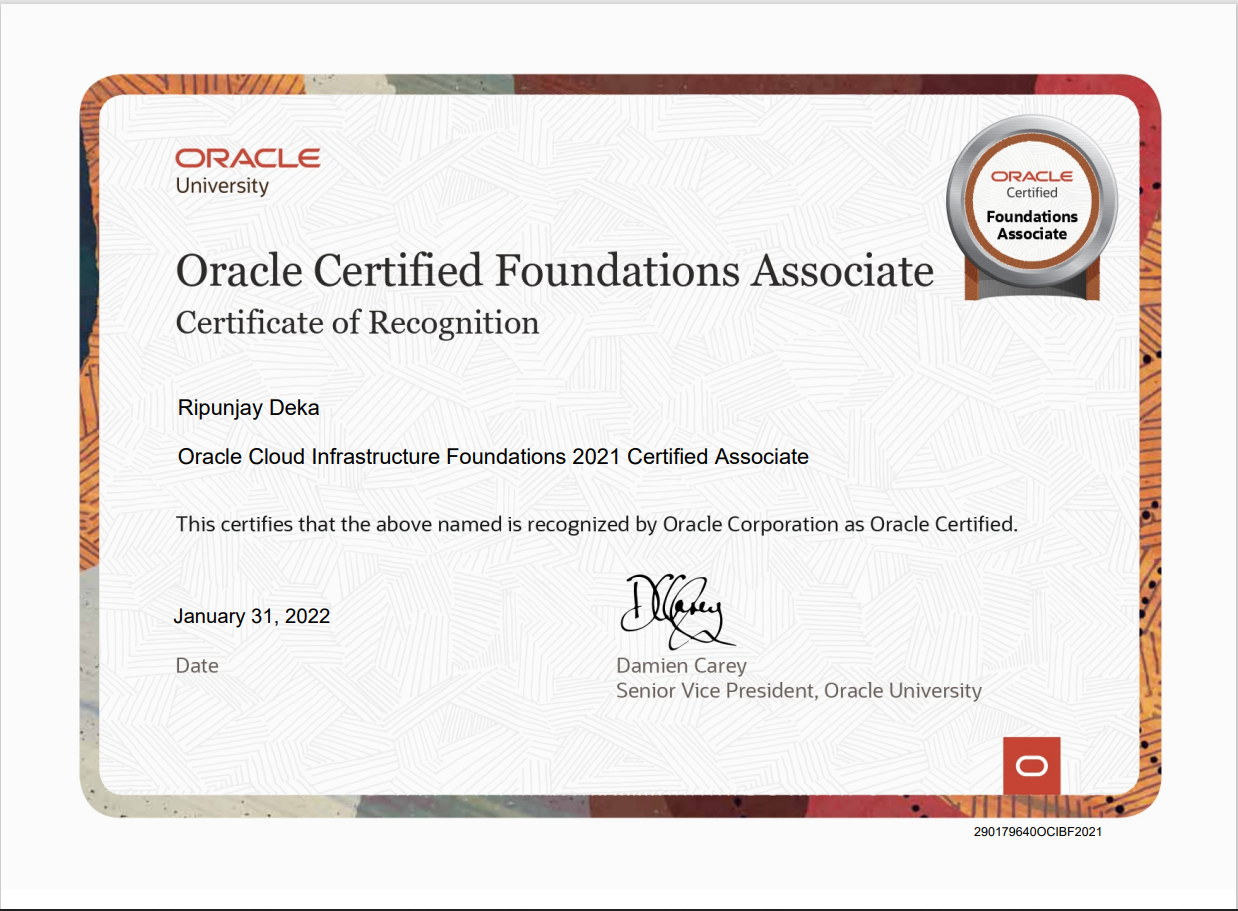 ORACLE
University
ORACLE
Certified
Foundations
Associate
Oracle Certified Foundations Associate
Certificate of Recognition
Ripunjay Deka
Oracle Cloud Infrastructure Foundations 2021 Certified Associate
This certifies that the above named is recognized by Oracle Corporation as Oracle Certified.
January 31, 2022
DCCarey
Date
Damien Carey
Senior Vice President, Oracle University
290179640OCIBF2021